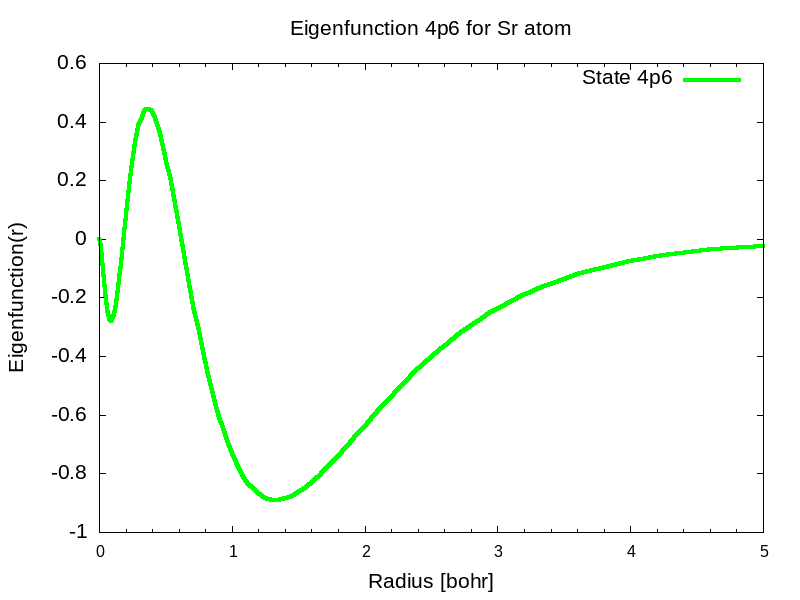 Eigenfunction 4p6 for Sr atom
State 4p6
0.6
0.4
0.2
0
-0.2
-0.4
-0.6
-0.8
-1
Eigenfunction(r)
0 1 2 3 4 5
Radius [bohr]